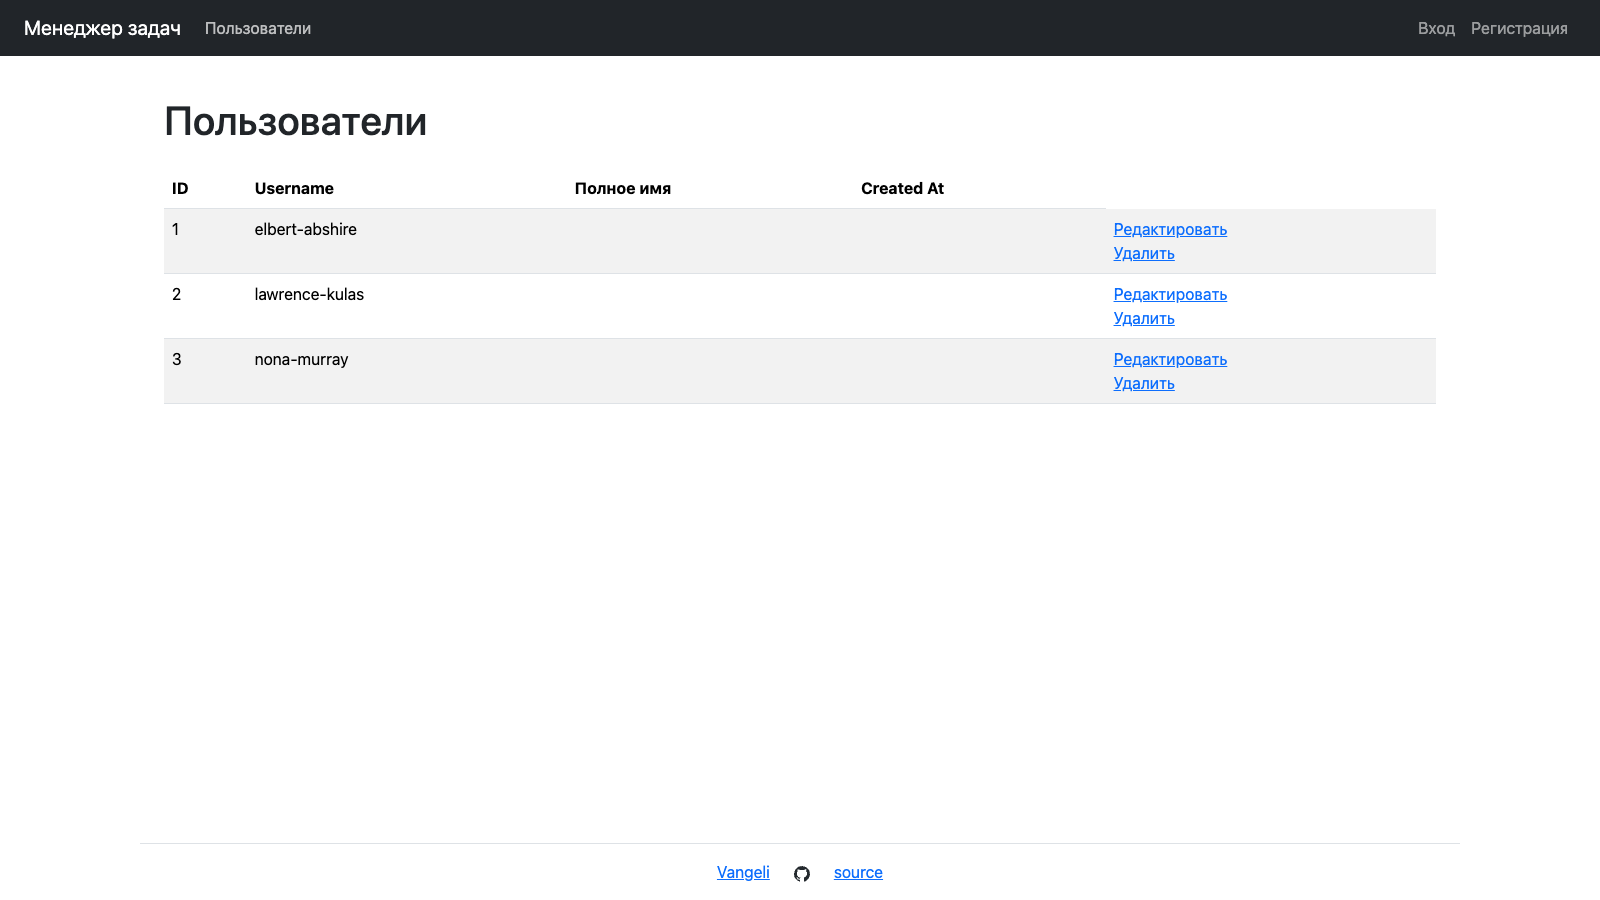 Менеджер задач Пользователи Вход Регистрация
Пользователи
ID Username Полное имя Created At
1 elbert-abshire Редактировать
Удалить
2 lawrence-kulas Редактировать
Удалить
3 nona-murray Редактировать
Удалить
Vangeli source